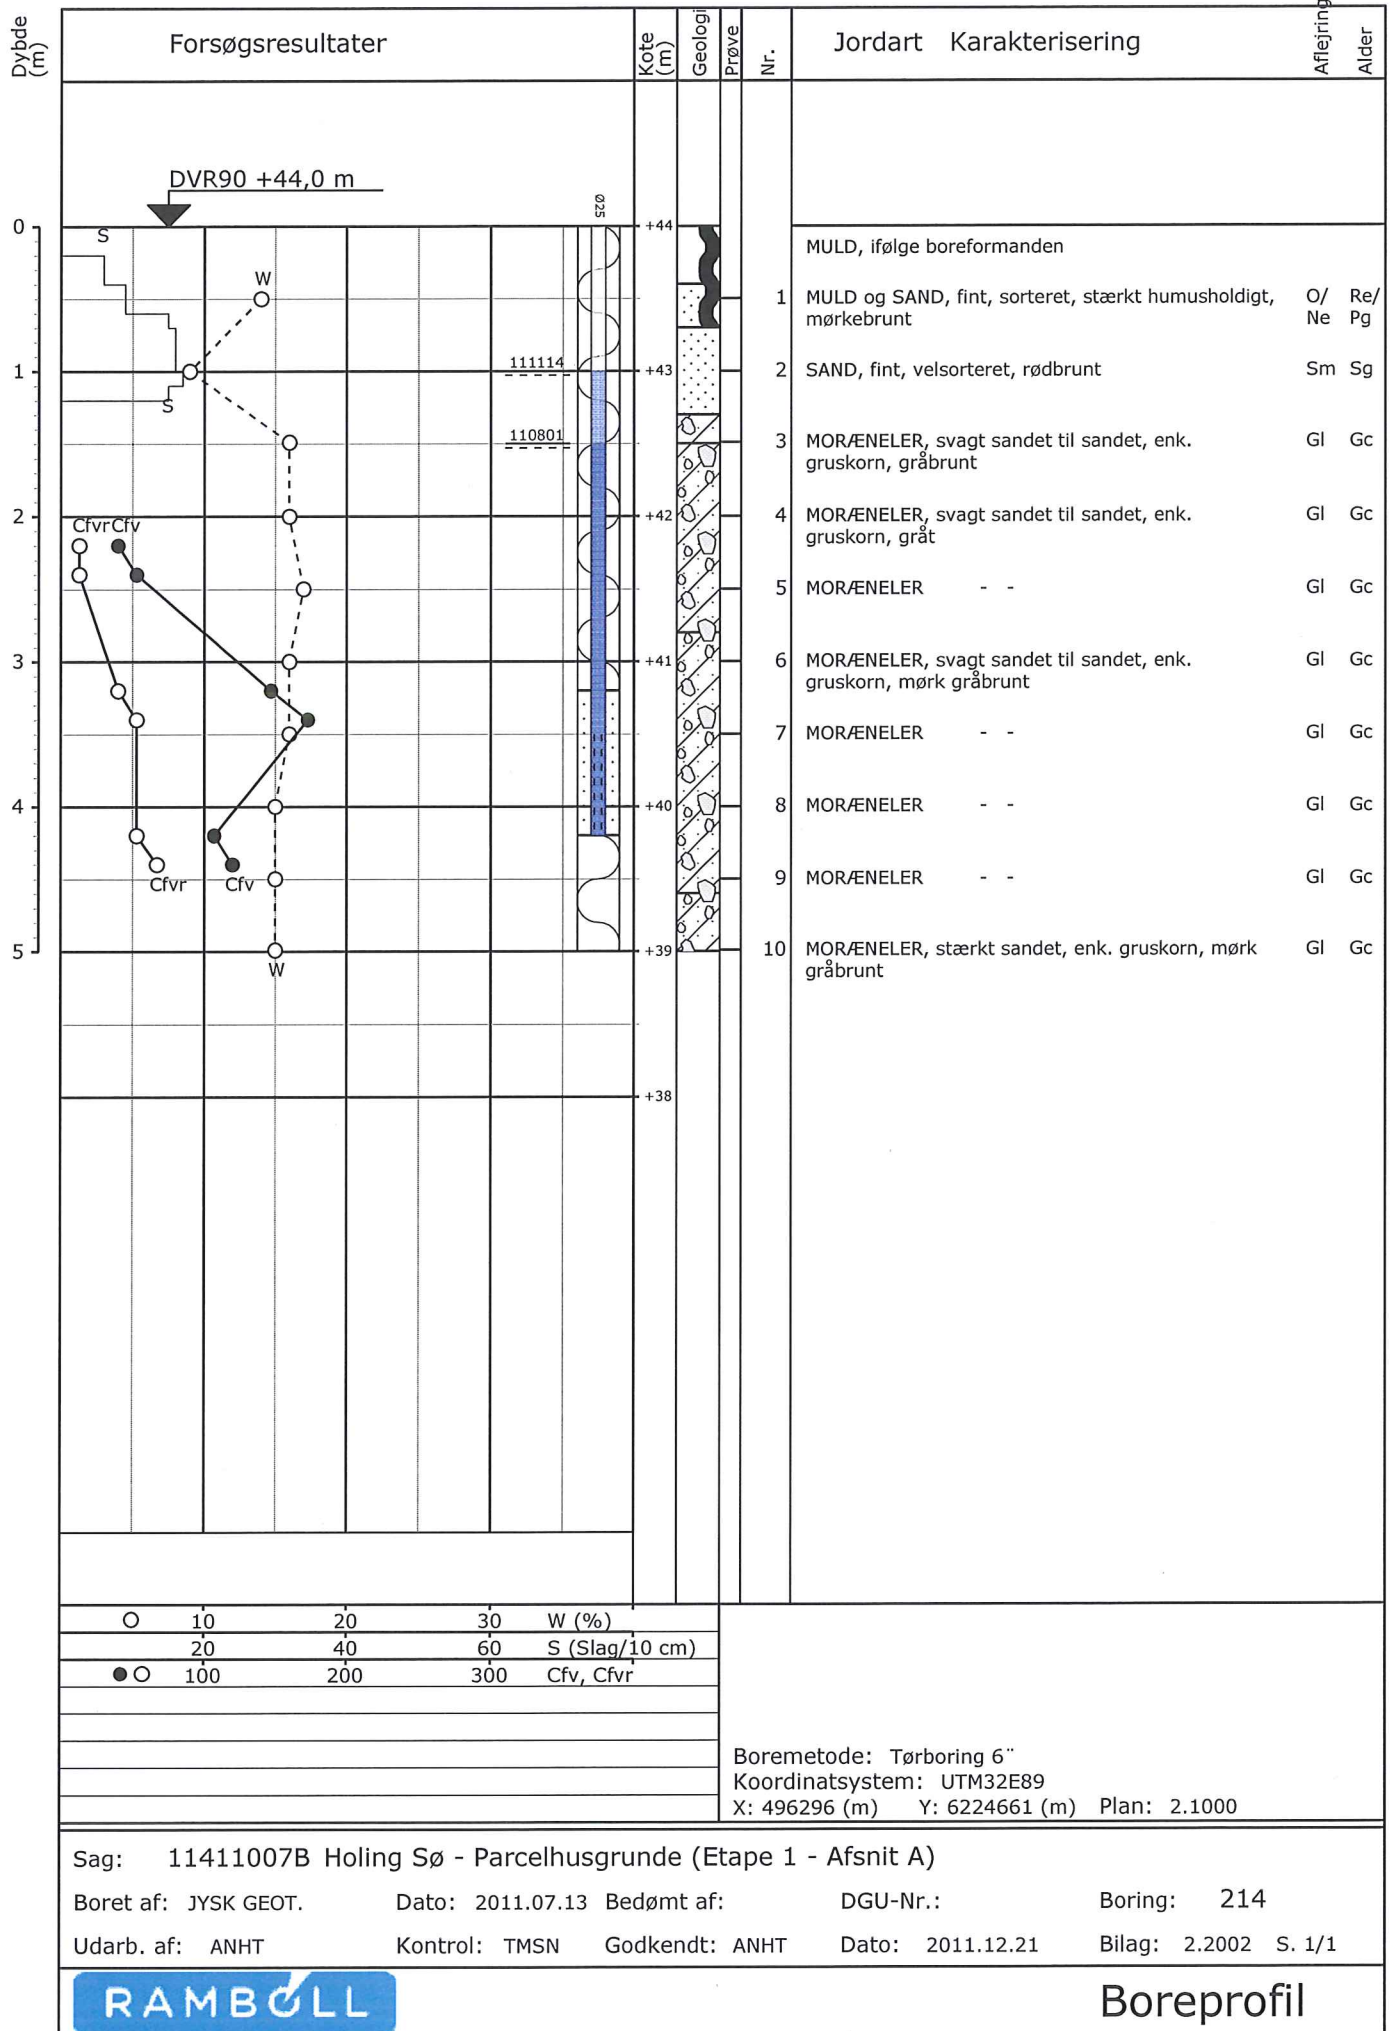 Dybde (m)
Forsøgsresultater
Kote (m)
Geologi
Prøve
Nr.
Jordart Karakterisering
Aflejring
Alder
DVR90 +44,0 m
Ø25
0
S
+44
MULD, ifølge boreformanden
W
1 MULD og SAND, fint, sorteret, stærkt humusholdigt, O/ Re/
mørkebrunt Ne Pg
1
111114
+43
2 SAND, fint, velsorteret, rødbrunt Sm Sg
S
110801
3 MORÆNELER, svagt sandet til sandet, enk. Gl Gc
gruskorn, gråbrunt
2
Cfvr Cfv
+42
4 MORÆNELER, svagt sandet til sandet, enk. Gl Gc
gruskorn, gråt
5 MORÆNELER - - Gl Gc
3
+41
6 MORÆNELER, svagt sandet til sandet, enk. Gl Gc
gruskorn, mørk gråbrunt
7 MORÆNELER - - Gl Gc
4
+40
8 MORÆNELER - - Gl Gc
Cfvr Cfv
9 MORÆNELER - - Gl Gc
5
W
+39
10 MORÆNELER, stærkt sandet, enk. gruskorn, mørk Gl Gc
gråbrunt
+38
10 20 30 W (%)
20 40 60 S (Slag/10 cm)
100 200 300 Cfv, Cfvr
Boremetode: Tørboring 6¨
Koordinatsystem: UTM32E89
X: 496296 (m) Y: 6224661 (m) Plan: 2.1000
Sag: 11411007B Holing Sø - Parcelhusgrunde (Etape 1 - Afsnit A)
Boret af: JYSK GEOT. Dato: 2011.07.13 Bedømt af: DGU-Nr.: Boring: 214
Udarb. af: ANHT Kontrol: TMSN Godkendt: ANHT Dato: 2011.12.21 Bilag: 2.2002 S. 1/1
RAMBØLL
Boreprofil